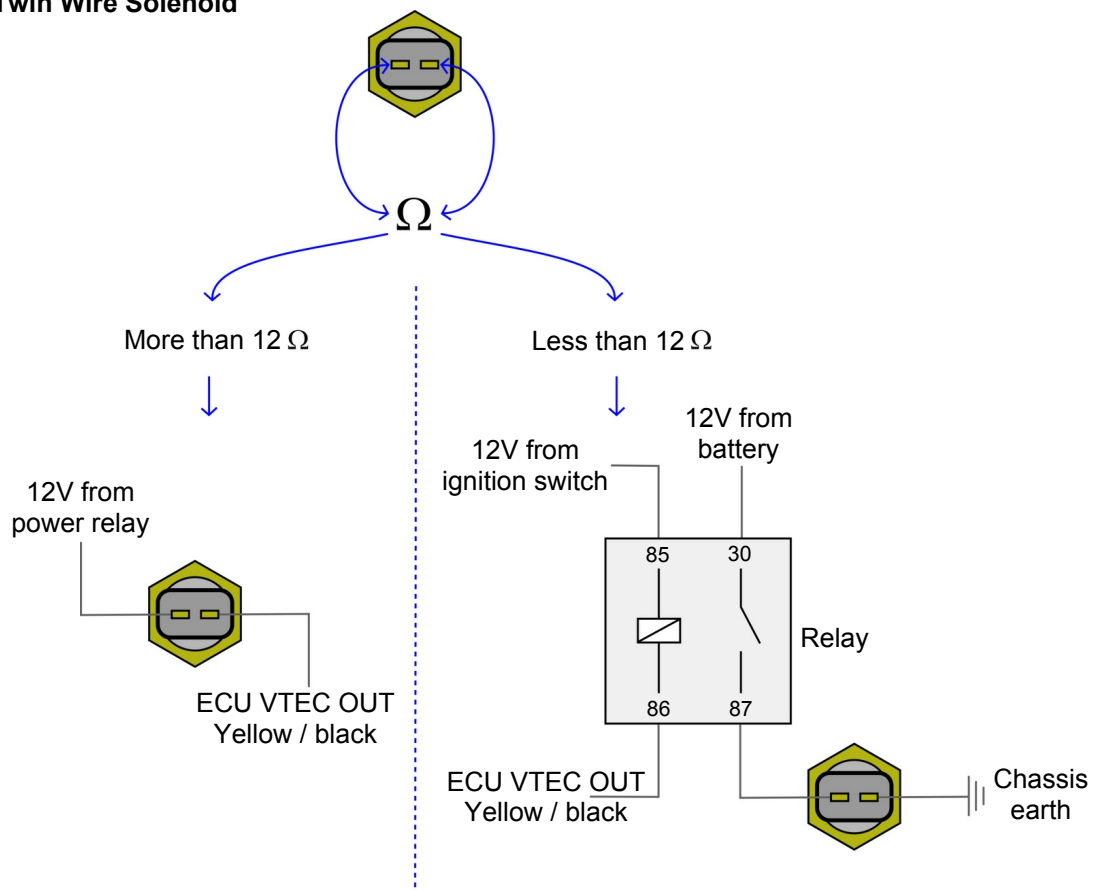 Twin Wire Solenoid
Ω
More than 12 Ω
Less than 12 Ω
12V from
power relay
ECU VTEC OUT
Yellow / black
12V from
ignition switch
12V from
battery
85
30
Relay
86
87
ECU VTEC OUT
Yellow / black
Chassis
earth